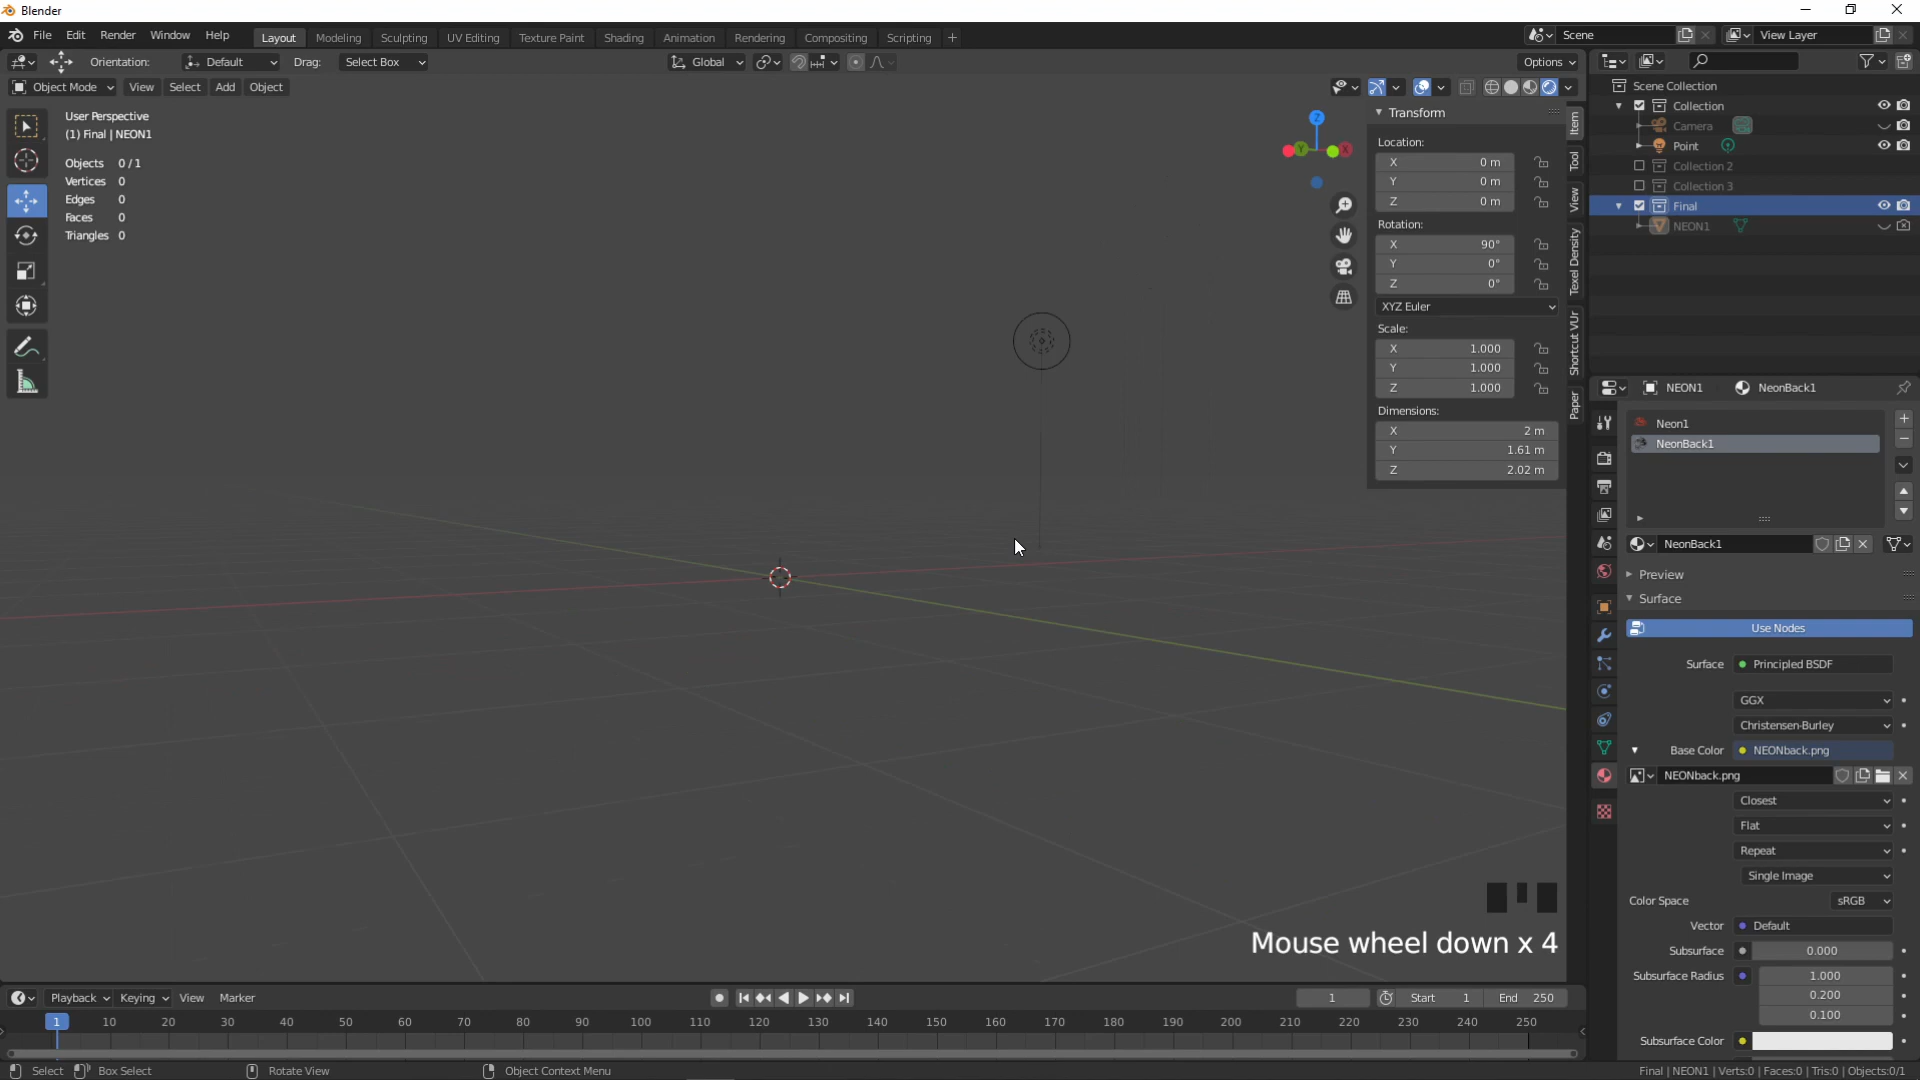 Blender
File Edit Render Window Help Layout Modeling Sculpting UV Editing Texture Paint Shading Animation Rendering Compositing Scripting + Scene View Layer
Orientation: Default Drag: Select Box Global Options
Object Mode View Select Add Object
User Perspective
(1) Final | NEON1
Objects 0/1
Vertices 0
Edges 0
Faces 0
Triangles 0
Z
Y
X
Transform
Location:
X 0 m
Y 0 m
Z 0 m
Rotation:
X 90°
Y 0°
Z 0°
XYZ Euler
Scale:
X 1.000
Y 1.000
Z 1.000
Dimensions:
X 2 m
Y 1.61 m
Z 2.02 m
Item
Tool
View
Texel Density
Shortcut VUr
Paper
Scene Collection
Collection
Camera
Point
Collection 2
Collection 3
Final
NEON1
NEON1 NeonBack1
Neon1
NeonBack1
NeonBack1
Preview
Surface
Use Nodes
Surface Principled BSDF
GGX
Christensen-Burley
Base Color NEONback.png
NEONback.png
Closest
Flat
Repeat
Single Image
Color Space sRGB
Vector Default
Subsurface 0.000
Subsurface Radius 1.000
0.200
0.100
Subsurface Color
Mouse wheel down x 4
Playback Keying View Marker 1 Start 1 End 250
1 10 20 30 40 50 60 70 80 90 100 110 120 130 140 150 160 170 180 190 200 210 220 230 240 250
Select Box Select Rotate View Object Context Menu Final | NEON1 | Verts:0 | Faces:0 | Tris:0 | Objects:0/1